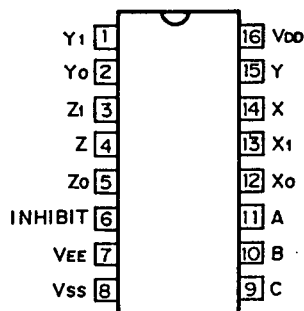 Y1 1 16 VDD
Y0 2 15 Y
Z1 3 14 X
Z 4 13 X1
Z0 5 12 X0
INHIBIT 6 11 A
VEE 7 10 B
VSS 8 9 C